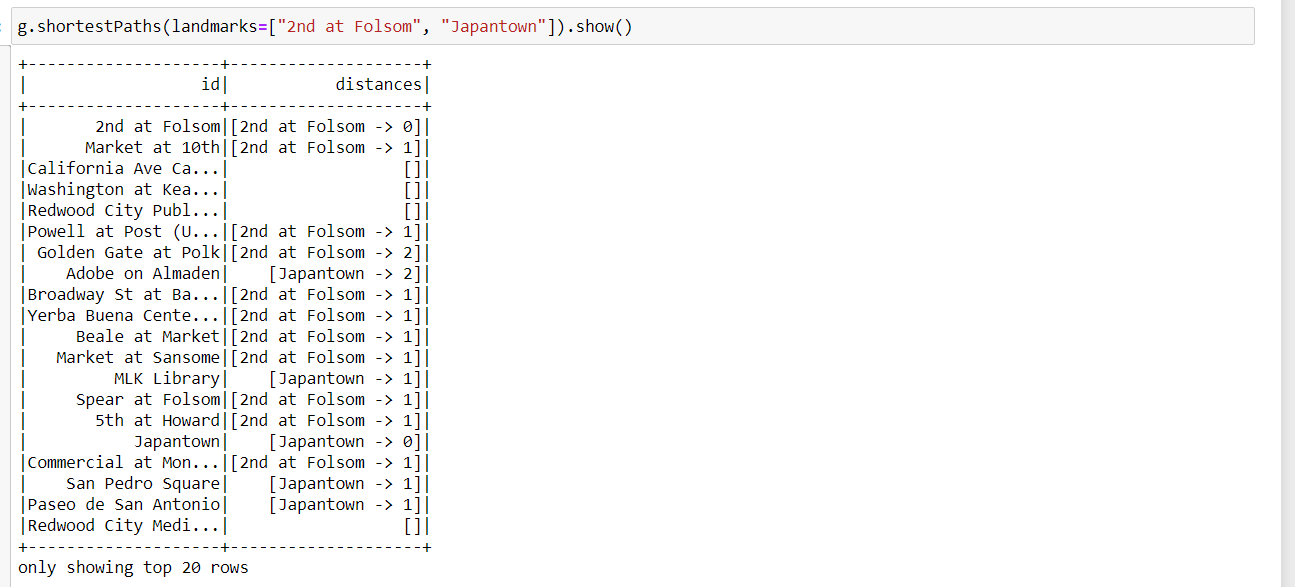 g.shortestPaths(landmarks=["2nd at Folsom", "Japantown"]).show()
+--------------------+--------------------+
|                  id|           distances|
+--------------------+--------------------+
|       2nd at Folsom|[2nd at Folsom -> 0]|
|      Market at 10th|[2nd at Folsom -> 1]|
|California Ave Ca...|                  []|
|Washington at Kea...|                  []|
|Redwood City Publ...|                  []|
|Powell at Post (U...|[2nd at Folsom -> 1]|
| Golden Gate at Polk|[2nd at Folsom -> 2]|
|    Adobe on Almaden|    [Japantown -> 2]|
|Broadway St at Ba...|[2nd at Folsom -> 1]|
|Yerba Buena Cente...|[2nd at Folsom -> 1]|
|     Beale at Market|[2nd at Folsom -> 1]|
|   Market at Sansome|[2nd at Folsom -> 1]|
|         MLK Library|    [Japantown -> 1]|
|     Spear at Folsom|[2nd at Folsom -> 1]|
|       5th at Howard|[2nd at Folsom -> 1]|
|           Japantown|    [Japantown -> 0]|
|Commercial at Mon...|[2nd at Folsom -> 1]|
|    San Pedro Square|    [Japantown -> 1]|
|Paseo de San Antonio|    [Japantown -> 1]|
|Redwood City Medi...|                  []|
+--------------------+--------------------+
only showing top 20 rows